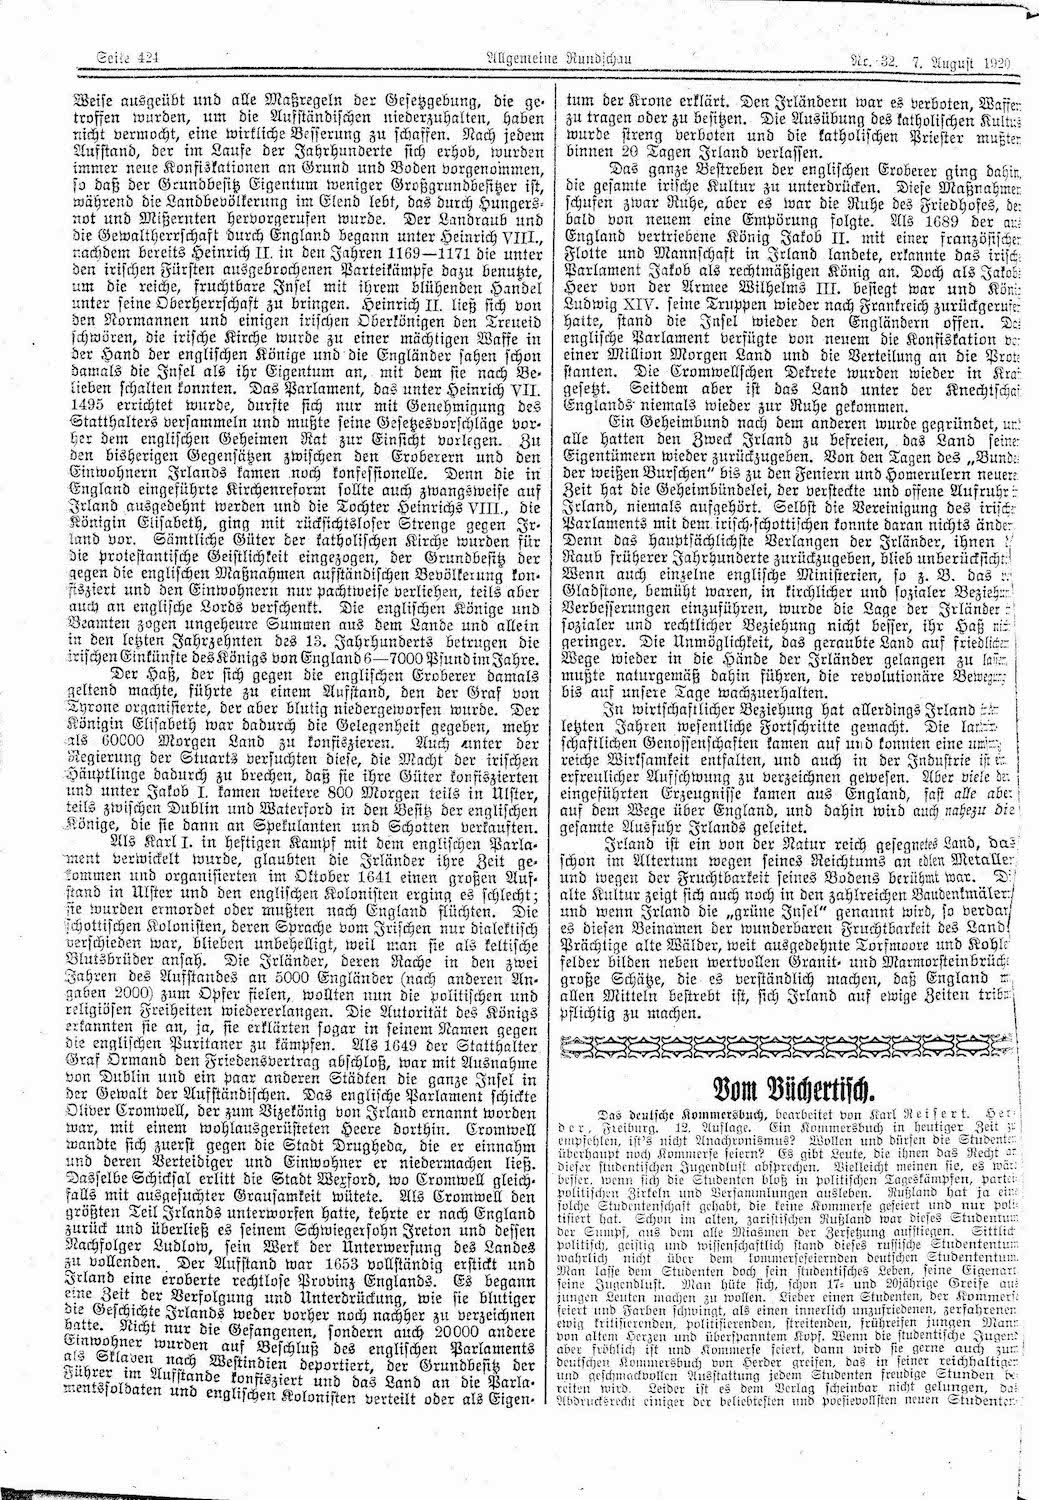 Seite 424
Allgemeine Rundschau
Nr. 32. 7. August 1920
Weise ausgeübt und alle Maßregeln der Gesetzgebung, die ge-
troffen wurden, um die Aufständischen niederzuhalten, haben
nicht vermocht, eine wirkliche Besserung zu schaffen. Nach jedem
Aufstand, der im Laufe der Jahrhunderte sich erhob, wurden
immer neue Konfiskationen an Grund und Boden vorgenommen,
so daß der Grundbesitz Eigentum weniger Großgrundbesitzer ist,
während die Landbevölkerung im Elend lebt, das durch Hungers-
not und Mißernten hervorgerufen wurde. Der Landraub und
die Gewaltherrschaft durch England begann unter Heinrich VIII.,
nachdem bereits Heinrich II. in den Jahren 1169—1171 die unter
den irischen Fürsten ausgebrochenen Parteikämpfe dazu benutzte,
um die reiche, fruchtbare Insel mit ihrem blühenden Handel
unter seine Oberherrschaft zu bringen. Heinrich II. ließ sich von
den Normannen und einigen irischen Oberkönigen den Treueid
schwören, die irische Kirche wurde zu einer mächtigen Waffe in
der Hand der englischen Könige und die Engländer sahen schon
damals die Insel als ihr Eigentum an, mit dem sie nach Be-
lieben schalten konnten. Das Parlament, das unter Heinrich VII.
1495 errichtet wurde, durfte sich nur mit Genehmigung des
Statthalters versammeln und mußte seine Gesetzesvorschläge vor-
her dem englischen Geheimen Rat zur Einsicht vorlegen. Zu
den bisherigen Gegensätzen zwischen den Eroberern und den
Einwohnern Irlands kamen noch konfessionelle. Denn die in
England eingeführte Kirchenreform sollte auch zwangsweise auf
Irland ausgedehnt werden und die Tochter Heinrichs VIII., die
Königin Elisabeth, ging mit rücksichtsloser Strenge gegen Ir-
land vor. Sämtliche Güter der katholischen Kirche wurden für
die protestantische Geistlichkeit eingezogen, der Grundbesitz der
gegen die englischen Maßnahmen aufständischen Bevölkerung kon-
fisziert und den Einwohnern nur pachtweise verliehen, teils aber
auch an englische Lords verschenkt. Die englischen Könige und
Beamten zogen ungeheure Summen aus dem Lande und allein
in den letzten Jahrzehnten des 13. Jahrhunderts betrugen die
irischen Einkünfte des Königs von England 6—7000 Pfund im Jahre.
Der Haß, der sich gegen die englischen Eroberer damals
geltend machte, führte zu einem Aufstand, den der Graf von
Tyrone organisierte, der aber blutig niedergeworfen wurde. Der
Königin Elisabeth war dadurch die Gelegenheit gegeben, mehr
als 60000 Morgen Land zu konfiszieren. Auch unter der
Regierung der Stuarts versuchten diese, die Macht der irischen
Häuptlinge dadurch zu brechen, daß sie ihre Güter konfiszierten
und unter Jakob I. kamen weitere 800 Morgen teils in Ulster,
teils zwischen Dublin und Waterford in den Besitz der englischen
Könige, die sie dann an Spekulanten und Schotten verkauften.
Als Karl I. in heftigen Kampf mit dem englischen Parla-
ment verwickelt wurde, glaubten die Irländer ihre Zeit ge-
kommen und organisierten im Oktober 1641 einen großen Auf-
stand in Ulster und den englischen Kolonisten erging es schlecht;
sie wurden ermordet oder mußten nach England flüchten. Die
schottischen Kolonisten, deren Sprache vom Irischen nur dialektisch
verschieden war, blieben unbehelligt, weil man sie als keltische
Blutsbrüder ansah. Die Irländer, deren Rache in den zwei
Jahren des Aufstandes an 5000 Engländer (nach anderen An-
gaben 2000) zum Opfer fielen, wollten nun die politischen und
religiösen Freiheiten wiedererlangen. Die Autorität des Königs
erkannten sie an, ja, sie erklärten sogar in seinem Namen gegen
die englischen Puritaner zu kämpfen. Als 1649 der Statthalter
Graf Ormand den Friedensvertrag abschloß, war mit Ausnahme
von Dublin und ein paar anderen Städten die ganze Insel in
der Gewalt der Aufständischen. Das englische Parlament schickte
Oliver Cromwell, der zum Vizekönig von Irland ernannt worden
war, mit einem wohlausgerüsteten Heere dorthin. Cromwell
wandte sich zuerst gegen die Stadt Drugheda, die er einnahm
und deren Verteidiger und Einwohner er niedermachen ließ.
Dasselbe Schicksal erlitt die Stadt Wexford, wo Cromwell gleich-
falls mit ausgesuchter Grausamkeit wütete. Als Cromwell den
größten Teil Irlands unterworfen hatte, kehrte er nach England
zurück und überließ es seinem Schwiegersohn Ireton und dessen
Nachfolger Ludlow, sein Werk der Unterwerfung des Landes
zu vollenden. Der Aufstand war 1653 vollständig erstickt und
Irland eine eroberte rechtlose Provinz Englands. Es begann
eine Zeit der Verfolgung und Unterdrückung, wie sie blutiger
die Geschichte Irlands weder vorher noch nachher zu verzeichnen
hatte. Nicht nur die Gefangenen, sondern auch 20000 andere
Einwohner wurden auf Beschluß des englischen Parlaments
als Sklaven nach Westindien deportiert, der Grundbesitz der
Führer im Aufstande konfisziert und das Land an die Parla-
mentssoldaten und englischen Kolonisten verteilt oder als Eigen-
tum der Krone erklärt. Den Irländern war es verboten, Waffen
zu tragen oder zu besitzen. Die Ausübung des katholischen Kultus
wurde streng verboten und die katholischen Priester mußten
binnen 20 Tagen Irland verlassen.
Das ganze Bestreben der englischen Eroberer ging dahin,
die gesamte irische Kultur zu unterdrücken. Diese Maßnahmen
schufen zwar Ruhe, aber es war die Ruhe des Friedhofes, de
bald von neuem eine Empörung folgte. Als 1689 der au
England vertriebene König Jakob II. mit einer französischen
Flotte und Mannschaft in Irland landete, erkannte das irisch
Parlament Jakob als rechtmäßigen König an. Doch als Jakob
Heer von der Armee Wilhelms III. besiegt war und König
Ludwig XIV. seine Truppen wieder nach Frankreich zurückgerufe
hatte, stand die Insel wieder den Engländern offen. Da
englische Parlament verfügte von neuem die Konfiskation vo
einer Million Morgen Land und die Verteilung an die Prote
stanten. Die Cromwellschen Dekrete wurden wieder in Kra
gesetzt. Seitdem aber ist das Land unter der Knechtscha
Englands niemals wieder zur Ruhe gekommen.
Ein Geheimbund nach dem anderen wurde gegründet, un
alle hatten den Zweck Irland zu befreien, das Land seine
Eigentümern wieder zurückzugeben. Von den Tagen des „Bunde
der weißen Burschen“ bis zu den Feniern und Homerulern neuere
Zeit hat die Geheimbündelei, der versteckte und offene Aufruhr
Irland, niemals aufgehört. Selbst die Vereinigung des irisch
Parlaments mit dem irisch-schottischen konnte daran nichts änder
Denn das hauptsächlichste Verlangen der Irländer, ihnen
Raub früherer Jahrhunderte zurückzugeben, blieb unberücksichti
Wenn auch einzelne englische Ministerien, so z. B. das
Gladstone, bemüht waren, in kirchlicher und sozialer Beziehun
Verbesserungen einzuführen, wurde die Lage der Irländer
sozialer und rechtlicher Beziehung nicht besser, ihr Haß nic
geringer. Die Unmöglichkeit, das geraubte Land auf friedliche
Wege wieder in die Hände der Irländer gelangen zu lassen
mußte naturgemäß dahin führen, die revolutionäre Bewegung
bis auf unsere Tage wachzuerhalten.
In wirtschaftlicher Beziehung hat allerdings Irland
letzten Jahren wesentliche Fortschritte gemacht. Die lan
schaftlichen Genossenschaften kamen auf und konnten eine
reiche Wirksamkeit entfalten, und auch in der Industrie ist
erfreulicher Aufschwung zu verzeichnen gewesen. Aber viele de
eingeführten Erzeugnisse kamen aus England, fast alle aber
auf dem Wege über England, und dahin wird auch nahezu die
gesamte Ausfuhr Irlands geleitet.
Irland ist ein von der Natur reich gesegnetes Land, das
schon im Altertum wegen seines Reichtums an edlen Metallen
und wegen der Fruchtbarkeit seines Bodens berühmt war. Di
alte Kultur zeigt sich auch noch in den zahlreichen Baudenkmäler
und wenn Irland die „grüne Insel“ genannt wird, so verdan
es diesen Beinamen der wunderbaren Fruchtbarkeit des Land
Prächtige alte Wälder, weit ausgedehnte Torfmoore und Kohle
felder bilden neben wertvollen Granit- und Marmorsteinbrüche
große Schätze, die es verständlich machen, daß England
allen Mitteln bestrebt ist, sich Irland auf ewige Zeiten tribu
pflichtig zu machen.
Vom Büchertisch.
Das deutsche Kommersbuch, bearbeitet von Karl Reisert. Her-
der, Freiburg. 12. Auflage. Ein Kommersbuch in heutiger Zeit zu
empfehlen, ist's nicht Anachronismus? Wollen und dürfen die Studenten
überhaupt noch Kommerse feiern? Es gibt Leute, die ihnen das Recht
dieser studentischen Jugendlust absprechen. Vielleicht meinen sie, es wär
besser, wenn sich die Studenten bloß in politischen Tageskämpfen, partei
politischen Zirkeln und Versammlungen ausleben. Rußland hat ja eine
solche Studentenschaft gehabt, die keine Kommerse gefeiert und nur poli
tisiert hat. Schon im alten, zaristischen Rußland war dieses Studentum
der Sumpf, aus dem alle Miasmen der Zersetzung aufstiegen. Sittlich
politisch, geistig und wissenschaftlich stand dieses russische Studententum
wahrlich nicht über dem kommersefeiernden deutschen Studententum.
Man lasse dem Studenten doch sein studentisches Leben, seine Eigenart
seine Jugendlust. Man hüte sich, schon 17- und 20jährige Greise aus
jungen Leuten machen zu wollen. Lieber einen Studenten, der Kommerse
feiert und Farben schwingt, als einen innerlich unzufriedenen, zerfahrenen
ewig kritisierenden, politisierenden, streitenden, frühreifen jungen Mann
von altem Herzen und überspanntem Kopf. Wenn die studentische Jugend
aber fröhlich ist und Kommerse feiert, dann wird sie gerne auch zum
deutschen Kommersbuch von Herder greifen, das in seiner reichhaltigen
und geschmackvollen Ausstattung jedem Studenten freudige Stunden be
reiten wird. Leider ist es dem Verlag scheinbar nicht gelungen, das
Abdrucksrecht einiger der beliebtesten und poesievollsten neuen Studenten-